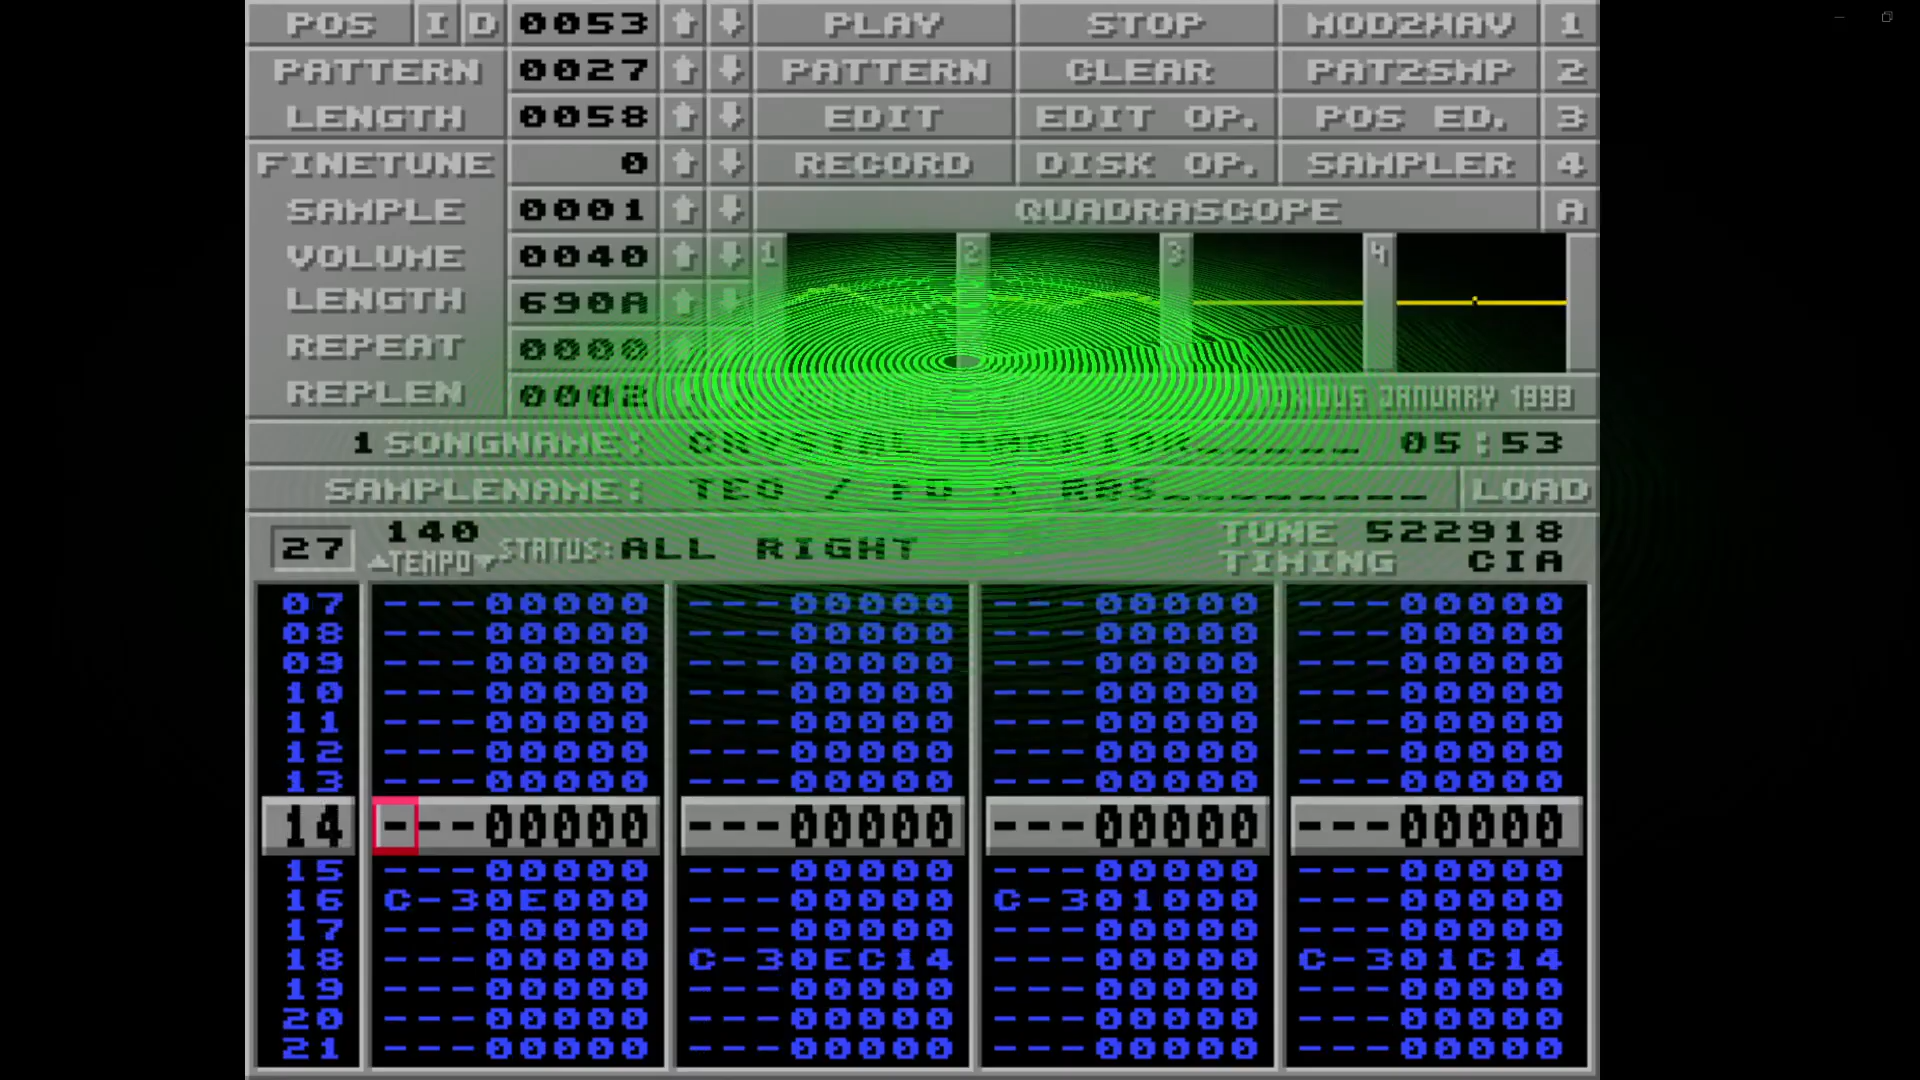 POS I D 0053 PLAY STOP MOD2WAV 1
PATTERN 0027 PATTERN CLEAR PAT2SMP 2
LENGTH 0058 EDIT EDIT OP. POS ED. 3
FINETUNE 0 RECORD DISK OP. SAMPLER 4
SAMPLE 0001 QUADRASCOPE A
VOLUME 0040 1 2 3 4
LENGTH 690A
REPEAT 0000
REPLEN 0002 JANUARY 1993
1 SONGNAME: CRYSTAL WARRIOR_____ 05:53
SAMPLENAME: TEO / LOAD
27 140 TEMPO STATUS: ALL RIGHT TUNE 522918
TIMING CIA
07 ---00000 ---00000 ---00000 ---00000
08 ---00000 ---00000 ---00000 ---00000
09 ---00000 ---00000 ---00000 ---00000
10 ---00000 ---00000 ---00000 ---00000
11 ---00000 ---00000 ---00000 ---00000
12 ---00000 ---00000 ---00000 ---00000
13 ---00000 ---00000 ---00000 ---00000
14 ---00000 ---00000 ---00000 ---00000
15 ---00000 ---00000 ---00000 ---00000
16 C-30E000 ---00000 C-301000 ---00000
17 ---00000 ---00000 ---00000 ---00000
18 ---00000 C-30EC14 ---00000 C-301C14
19 ---00000 ---00000 ---00000 ---00000
20 ---00000 ---00000 ---00000 ---00000
21 ---00000 ---00000 ---00000 ---00000